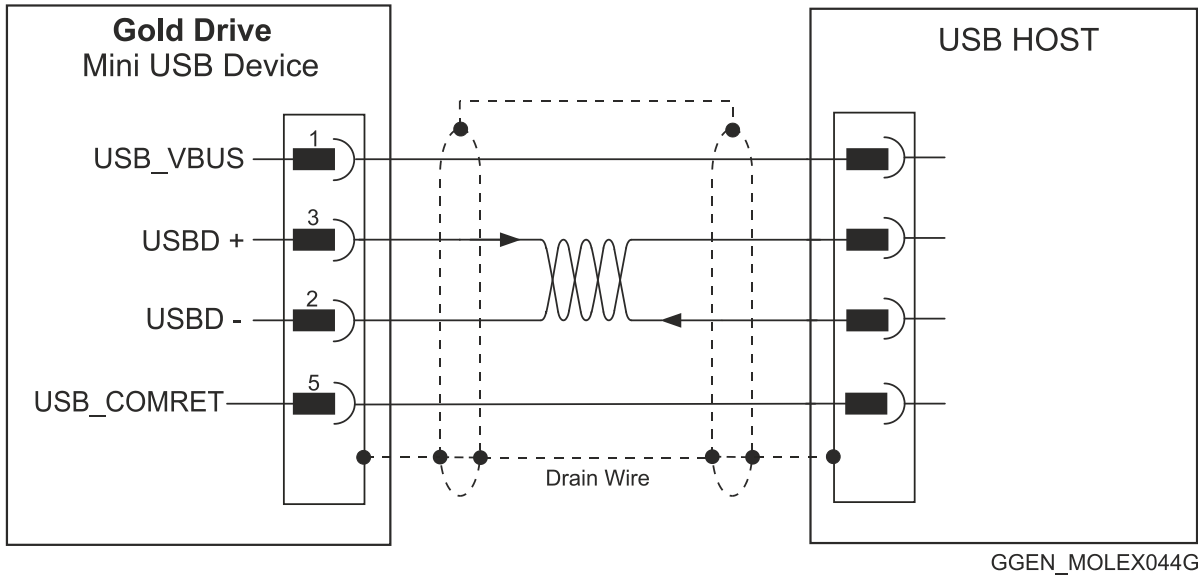 Gold Drive
Mini USB Device
USB HOST
USB_VBUS
1
USBD +
3
USBD -
2
USB_COMRET
5
Drain Wire
GGEN_MOLEX044G